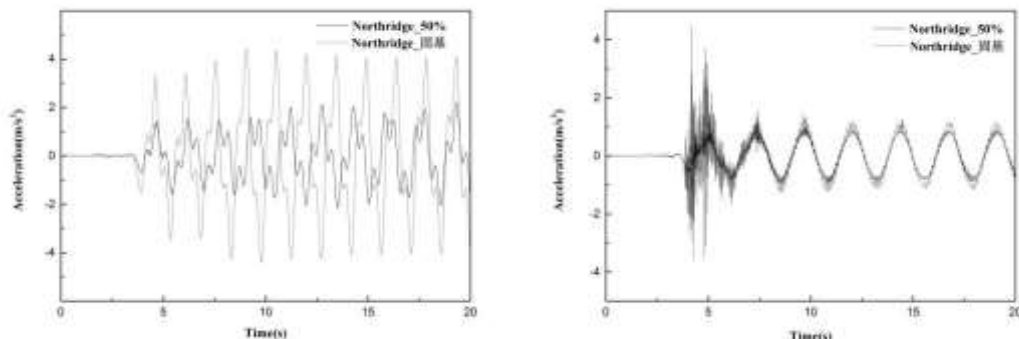 Northridge_50%
Northridge_固基
4
2
0
-2
-4
Acceleration(m/s²)
0
5
10
15
20
Time(s)
Northridge_50%
Northridge_固基
4
2
0
-2
-4
Acceleration(m/s²)
0
5
10
15
20
Time(s)